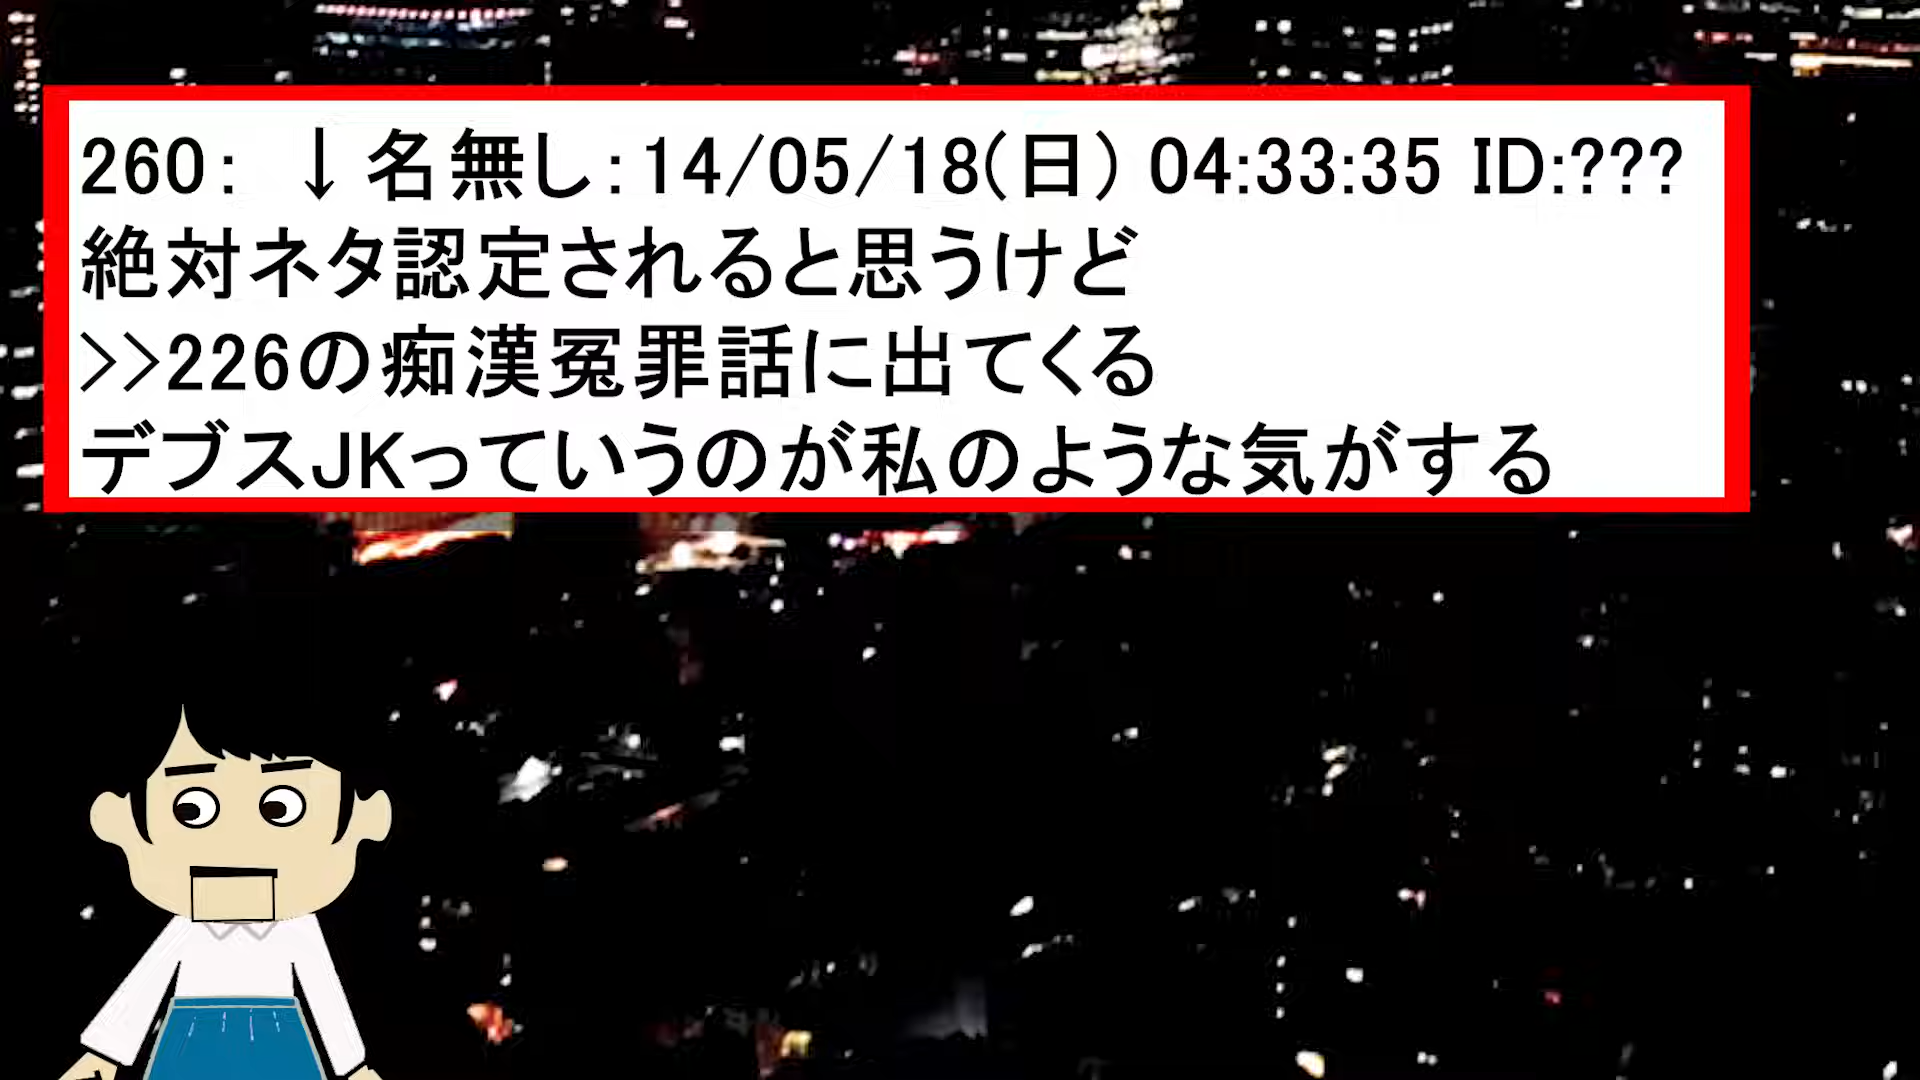 260： ↓名無し：14/05/18(日) 04:33:35 ID:???
絶対ネタ認定されると思うけど
>>226の痴漢冤罪話に出てくる
デブスJKっていうのが私のような気がする